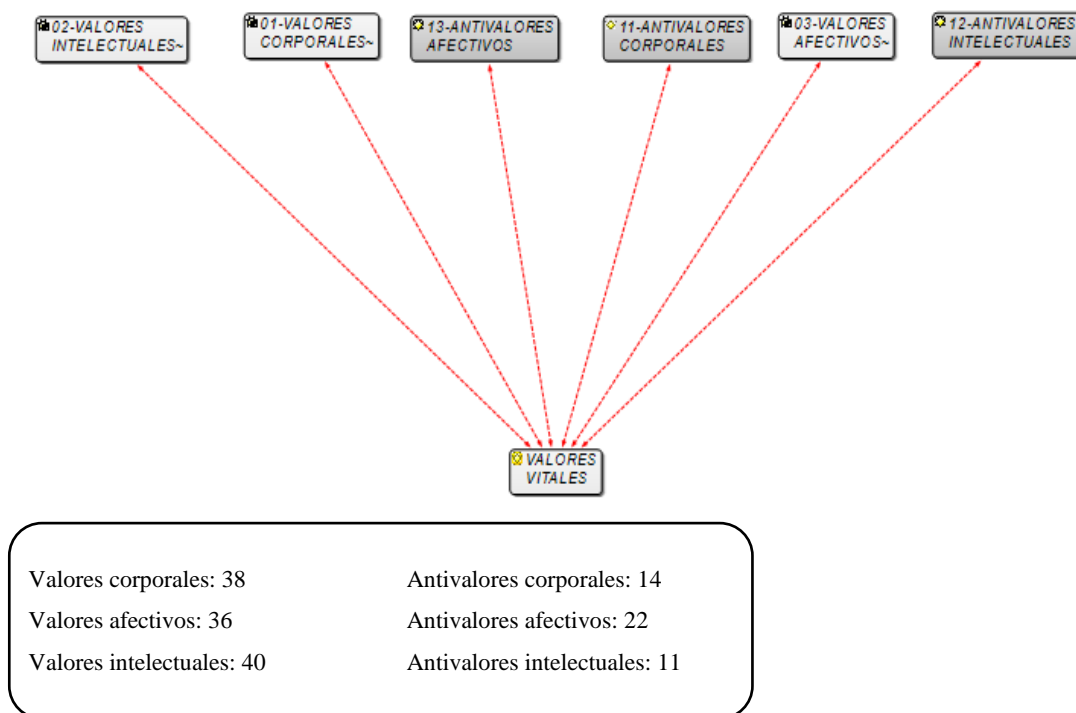 02-VALORES
INTELECTUALES~
01-VALORES
CORPORALES~
13-ANTIVALORES
AFECTIVOS
11-ANTIVALORES
CORPORALES
03-VALORES
AFECTIVOS~
12-ANTIVALORES
INTELECTUALES
VALORES
VITALES
Valores corporales: 38
Antivalores corporales: 14
Valores afectivos: 36
Antivalores afectivos: 22
Valores intelectuales: 40
Antivalores intelectuales: 11